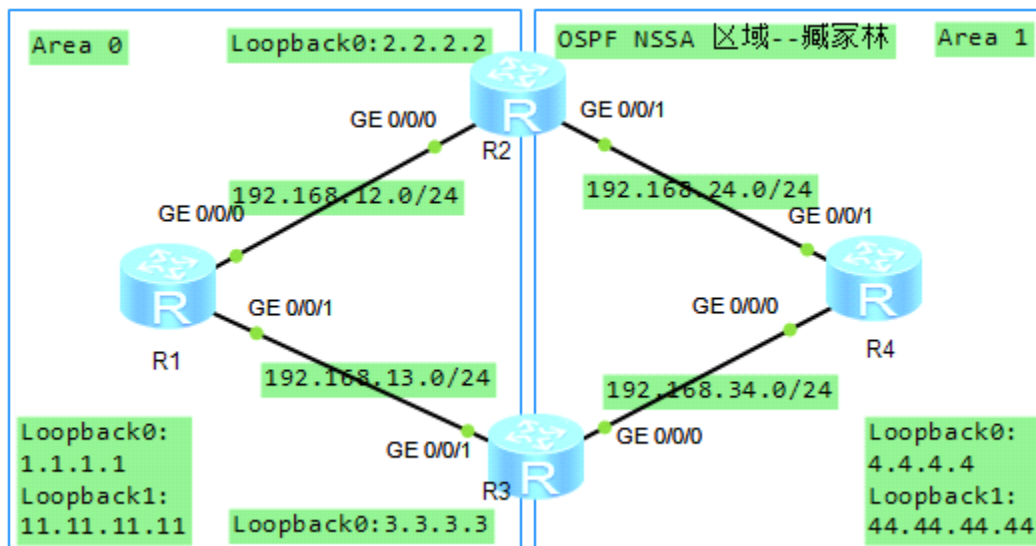 Area 0
Loopback0:2.2.2.2
OSPF NSSA 区域--臧冡林
Area 1
GE 0/0/0
R
R2
GE 0/0/1
192.168.12.0/24
192.168.24.0/24
GE 0/0/0
GE 0/0/1
R
R1
GE 0/0/1
GE 0/0/0
R
R4
192.168.13.0/24
192.168.34.0/24
GE 0/0/1
R
R3
GE 0/0/0
Loopback0:
1.1.1.1
Loopback1:
11.11.11.11
Loopback0:3.3.3.3
Loopback0:
4.4.4.4
Loopback1:
44.44.44.44